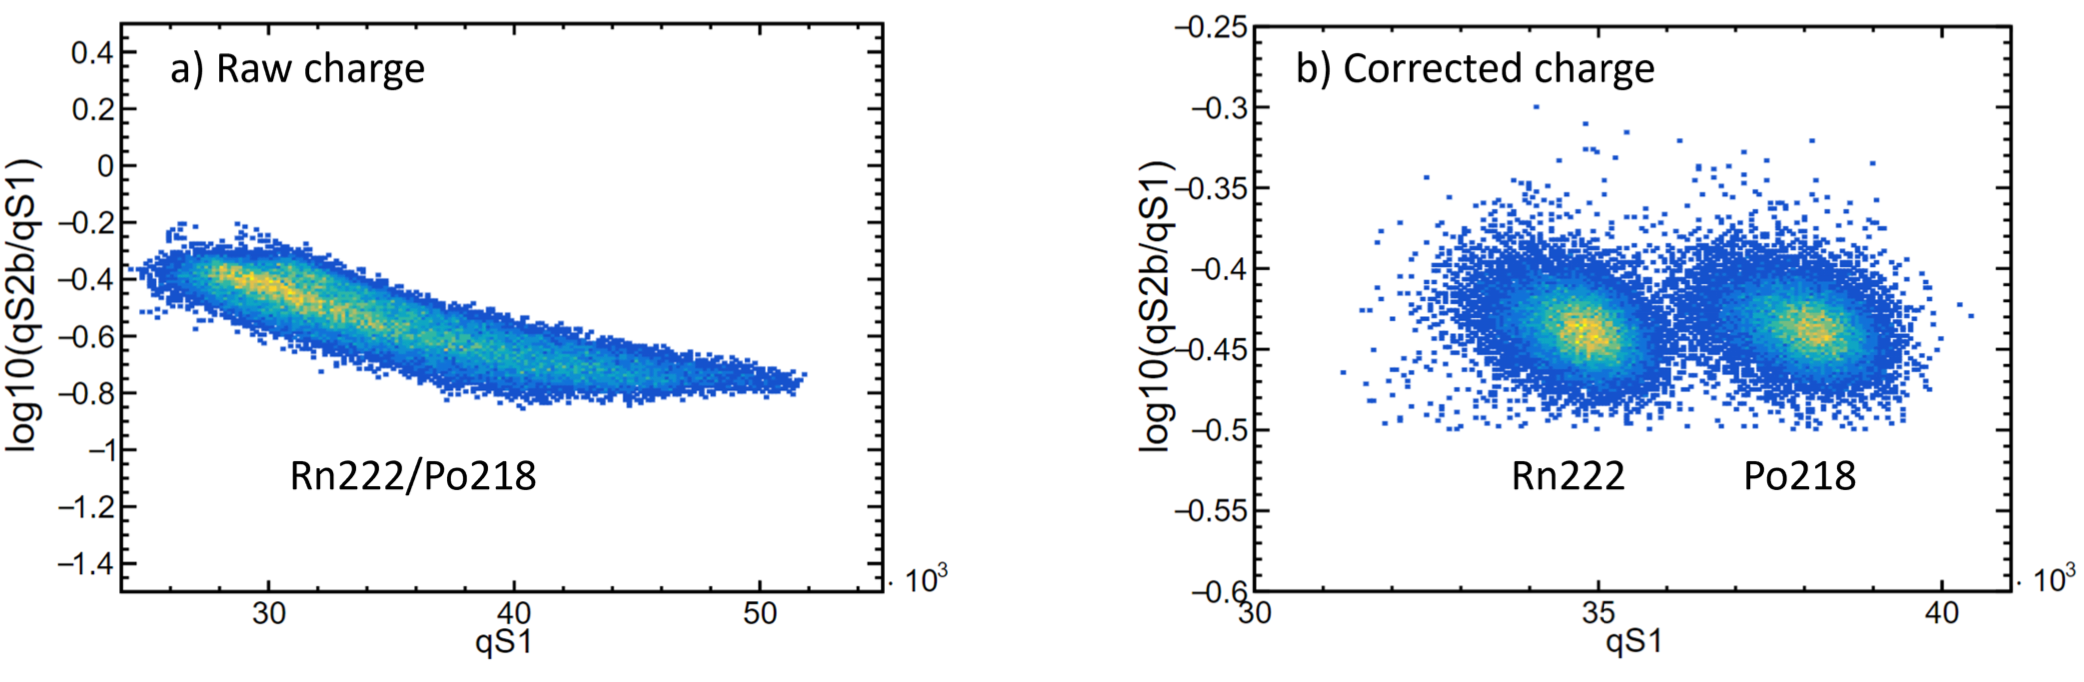 a) Raw charge
log10(qS2b/qS1)
0.4
0.2
0
−0.2
−0.4
−0.6
−0.8
−1
−1.2
−1.4
Rn222/Po218
30 40 50
· 10³
qS1
b) Corrected charge
log10(qS2b/qS1)
−0.25
−0.3
−0.35
−0.4
−0.45
−0.5
−0.55
−0.6
Rn222 Po218
30 35 40
· 10³
qS1